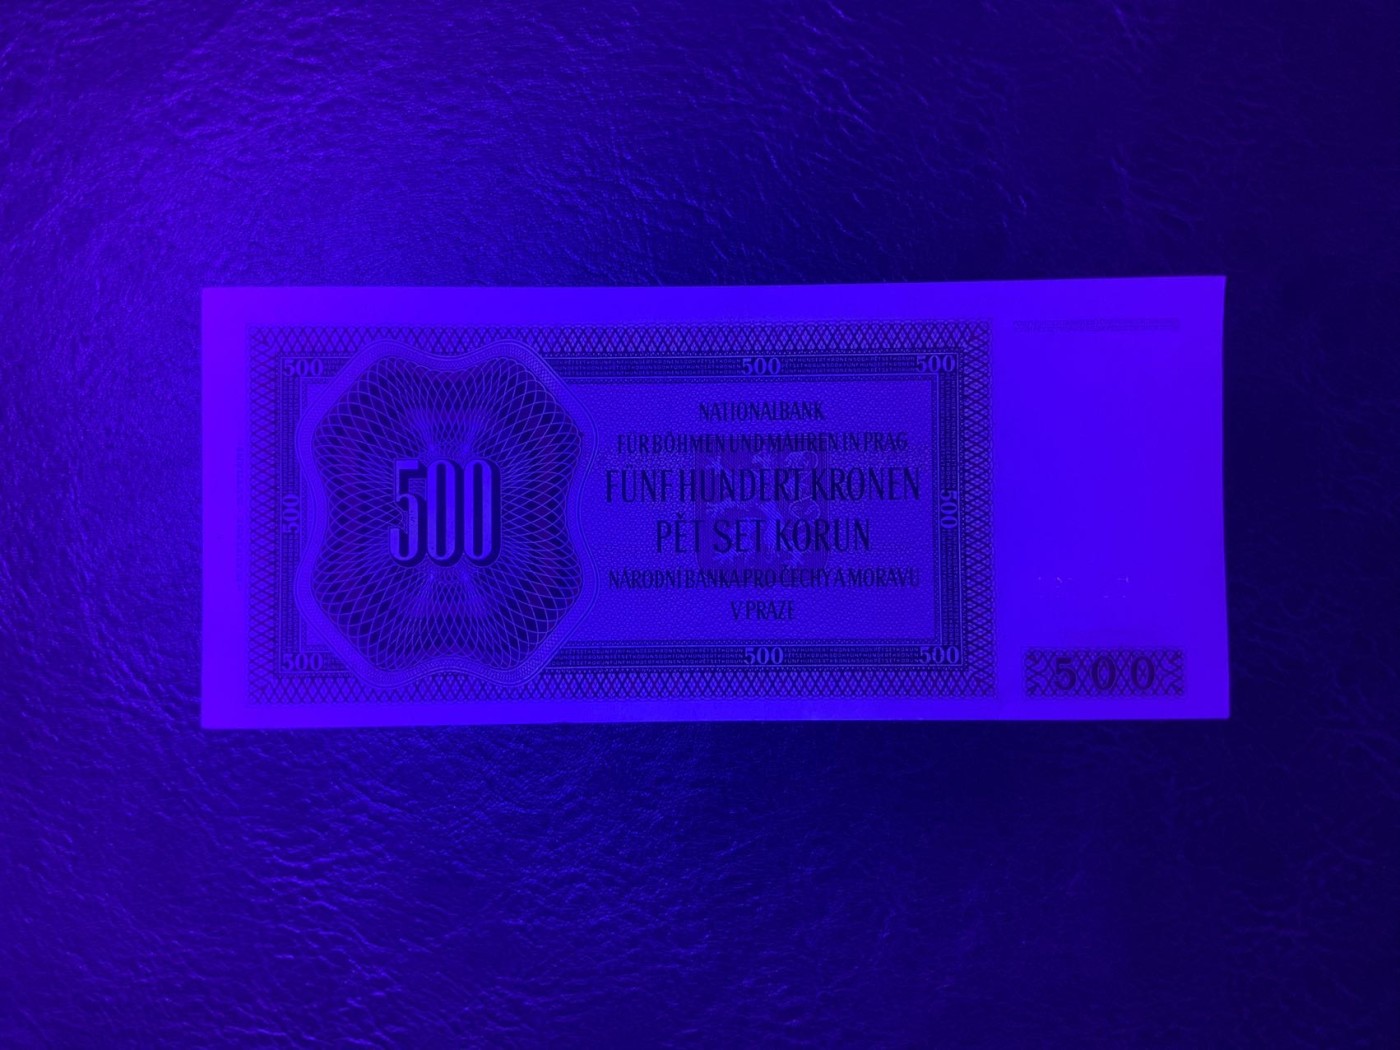 500 500 500
NATIONALBANK
FÜR BÖHMEN UND MÄHREN IN PRAG
500 500 FÜNF HUNDERT KRONEN 500
PĚT SET KORUN
NÁRODNÍ BANKA PRO ČECHY A MORAVU
V PRAZE
500 500 500
500